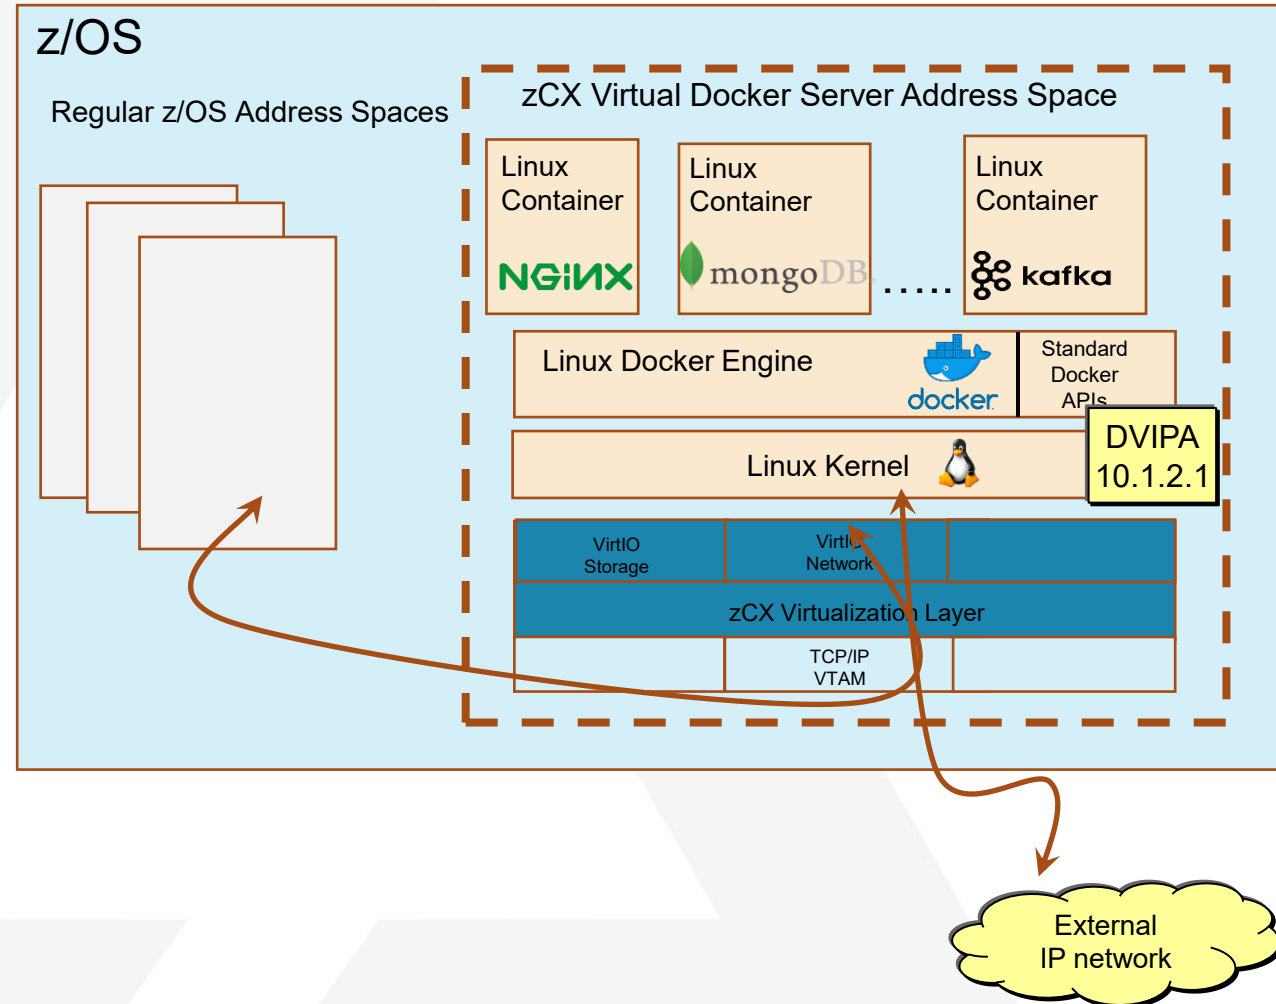 z/OS
Regular z/OS Address Spaces
zCX Virtual Docker Server Address Space
Linux
Container
NGINX
Linux
Container
mongoDB
.....
Linux
Container
kafka
Linux Docker Engine
docker
Standard
Docker
APIs
DVIPA
10.1.2.1
Linux Kernel
VirtIO
Storage
VirtIO
Network
zCX Virtualization Layer
TCP/IP
VTAM
External
IP network